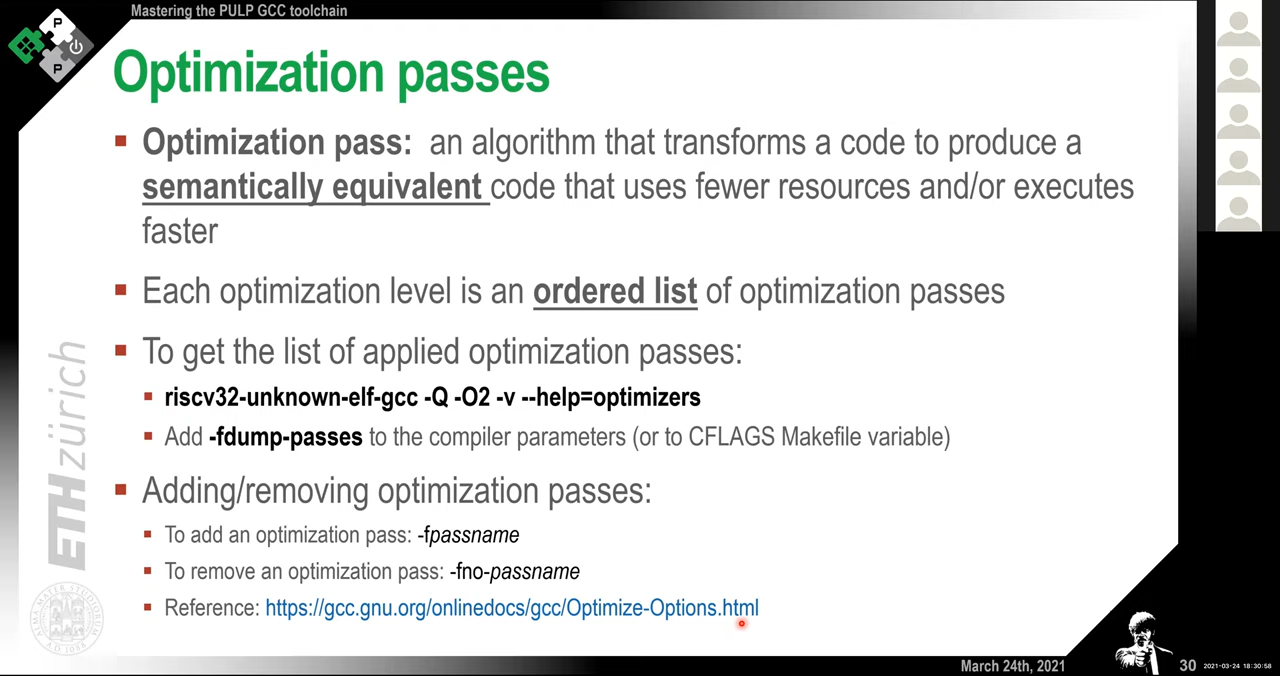 Mastering the PULP GCC toolchain
P
P
Optimization passes
Optimization pass: an algorithm that transforms a code to produce a
semantically equivalent code that uses fewer resources and/or executes
faster
Each optimization level is an ordered list of optimization passes
To get the list of applied optimization passes:
riscv32-unknown-elf-gcc -Q -O2 -v --help=optimizers
Add -fdump-passes to the compiler parameters (or to CFLAGS Makefile variable)
Adding/removing optimization passes:
To add an optimization pass: -fpassname
To remove an optimization pass: -fno-passname
Reference: https://gcc.gnu.org/onlinedocs/gcc/Optimize-Options.html
ETHzürich
ALMA MATER STUDIORUM
A.D. 1088
March 24th, 2021
30
2021-03-24 18:30:58